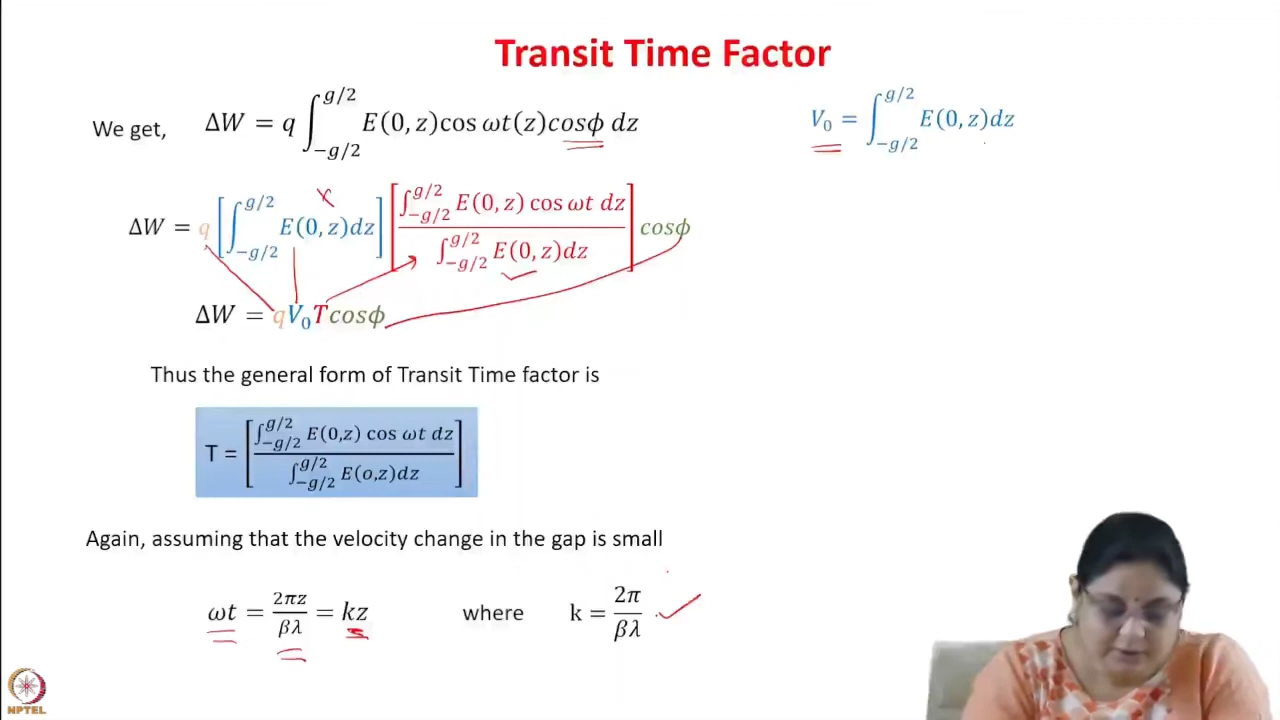 Transit Time Factor
We get, ΔW = q ∫_{-g/2}^{g/2} E(0, z)cos ωt(z)cosϕ dz
V₀ = ∫_{-g/2}^{g/2} E(0, z)dz
ΔW = q [∫_{-g/2}^{g/2} E(0, z)dz] [∫_{-g/2}^{g/2} E(0, z) cos ωt dz / ∫_{-g/2}^{g/2} E(0, z)dz] cosϕ
ΔW = qV₀Tcosϕ
Thus the general form of Transit Time factor is
T = [∫_{-g/2}^{g/2} E(0,z) cos ωt dz / ∫_{-g/2}^{g/2} E(o,z)dz]
Again, assuming that the velocity change in the gap is small
ωt = 2πz/βλ = kz where k = 2π/βλ
NPTEL